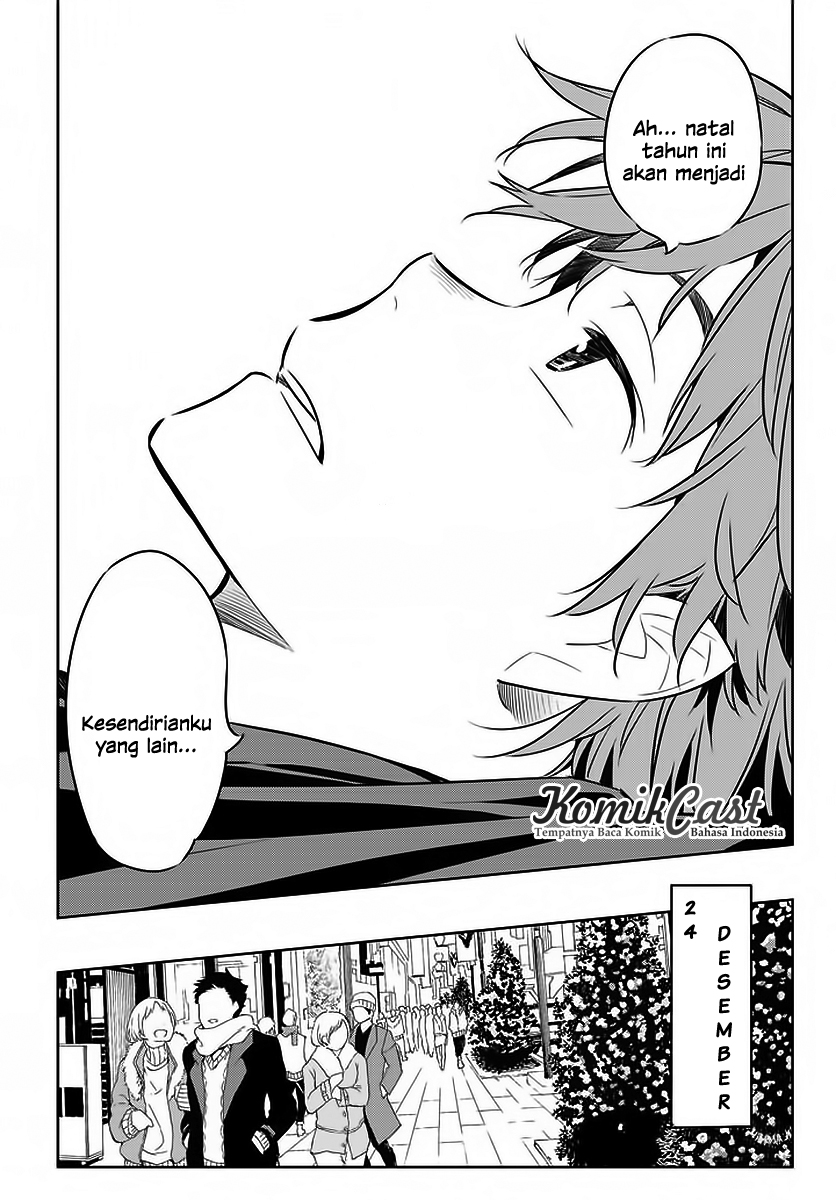 Ah... natal
tahun ini
akan menjadi
Kesendirianku
yang lain...
KomikCast
Tempatnya Baca Komik Bahasa Indonesia
24
DESEMBER